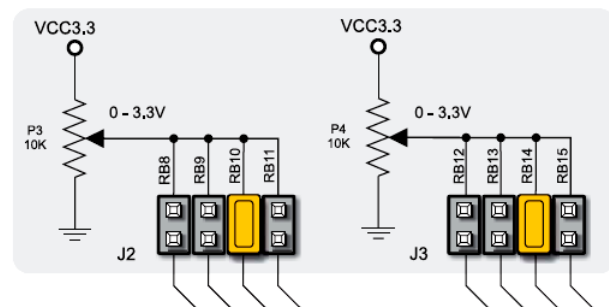 VCC3.3
P3
10K
0 - 3.3V
RB8
RB9
RB10
RB11
J2
VCC3.3
P4
10K
0 - 3.3V
RB12
RB13
RB14
RB15
J3